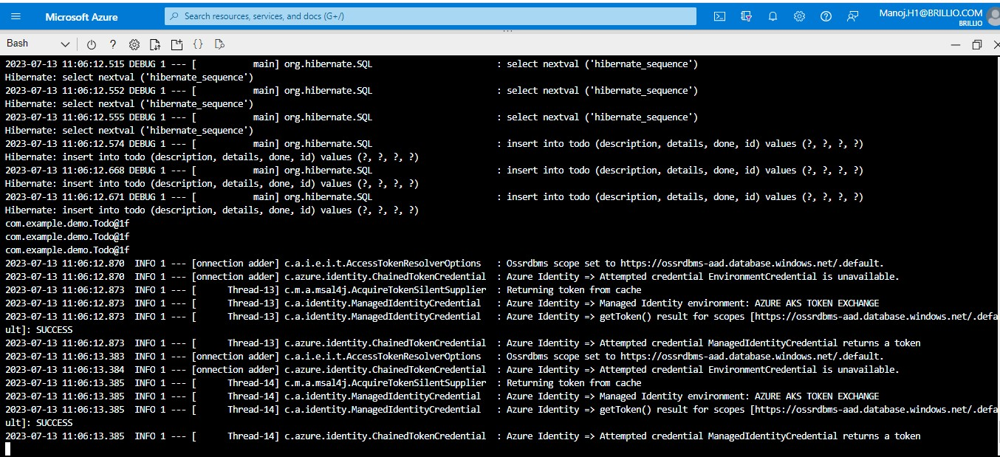 Microsoft Azure
Search resources, services, and docs (G+/)
Manoj.H1@BRILLIO.COM
BRILLIO
Bash
2023-07-13 11:06:12.515 DEBUG 1 --- [           main] org.hibernate.SQL                        : select nextval ('hibernate_sequence')
Hibernate: select nextval ('hibernate_sequence')
2023-07-13 11:06:12.552 DEBUG 1 --- [           main] org.hibernate.SQL                        : select nextval ('hibernate_sequence')
Hibernate: select nextval ('hibernate_sequence')
2023-07-13 11:06:12.555 DEBUG 1 --- [           main] org.hibernate.SQL                        : select nextval ('hibernate_sequence')
Hibernate: select nextval ('hibernate_sequence')
2023-07-13 11:06:12.574 DEBUG 1 --- [           main] org.hibernate.SQL                        : insert into todo (description, details, done, id) values (?, ?, ?, ?)
Hibernate: insert into todo (description, details, done, id) values (?, ?, ?, ?)
2023-07-13 11:06:12.668 DEBUG 1 --- [           main] org.hibernate.SQL                        : insert into todo (description, details, done, id) values (?, ?, ?, ?)
Hibernate: insert into todo (description, details, done, id) values (?, ?, ?, ?)
2023-07-13 11:06:12.671 DEBUG 1 --- [           main] org.hibernate.SQL                        : insert into todo (description, details, done, id) values (?, ?, ?, ?)
Hibernate: insert into todo (description, details, done, id) values (?, ?, ?, ?)
com.example.demo.Todo@1f
com.example.demo.Todo@1f
com.example.demo.Todo@1f
2023-07-13 11:06:12.870  INFO 1 --- [onnection adder] c.a.i.e.i.t.AccessTokenResolverOptions   : Ossrdbms scope set to https://ossrdbms-aad.database.windows.net/.default.
2023-07-13 11:06:12.870  INFO 1 --- [onnection adder] c.azure.identity.ChainedTokenCredential  : Azure Identity => Attempted credential EnvironmentCredential is unavailable.
2023-07-13 11:06:12.873  INFO 1 --- [      Thread-13] c.m.a.msal4j.AcquireTokenSilentSupplier  : Returning token from cache
2023-07-13 11:06:12.873  INFO 1 --- [      Thread-13] c.a.identity.ManagedIdentityCredential   : Azure Identity => Managed Identity environment: AZURE AKS TOKEN EXCHANGE
2023-07-13 11:06:12.873  INFO 1 --- [      Thread-13] c.a.identity.ManagedIdentityCredential   : Azure Identity => getToken() result for scopes [https://ossrdbms-aad.database.windows.net/.defa
ult]: SUCCESS
2023-07-13 11:06:12.873  INFO 1 --- [      Thread-13] c.azure.identity.ChainedTokenCredential  : Azure Identity => Attempted credential ManagedIdentityCredential returns a token
2023-07-13 11:06:13.383  INFO 1 --- [onnection adder] c.a.i.e.i.t.AccessTokenResolverOptions   : Ossrdbms scope set to https://ossrdbms-aad.database.windows.net/.default.
2023-07-13 11:06:13.384  INFO 1 --- [onnection adder] c.azure.identity.ChainedTokenCredential  : Azure Identity => Attempted credential EnvironmentCredential is unavailable.
2023-07-13 11:06:13.385  INFO 1 --- [      Thread-14] c.m.a.msal4j.AcquireTokenSilentSupplier  : Returning token from cache
2023-07-13 11:06:13.385  INFO 1 --- [      Thread-14] c.a.identity.ManagedIdentityCredential   : Azure Identity => Managed Identity environment: AZURE AKS TOKEN EXCHANGE
2023-07-13 11:06:13.385  INFO 1 --- [      Thread-14] c.a.identity.ManagedIdentityCredential   : Azure Identity => getToken() result for scopes [https://ossrdbms-aad.database.windows.net/.defa
ult]: SUCCESS
2023-07-13 11:06:13.385  INFO 1 --- [      Thread-14] c.azure.identity.ChainedTokenCredential  : Azure Identity => Attempted credential ManagedIdentityCredential returns a token